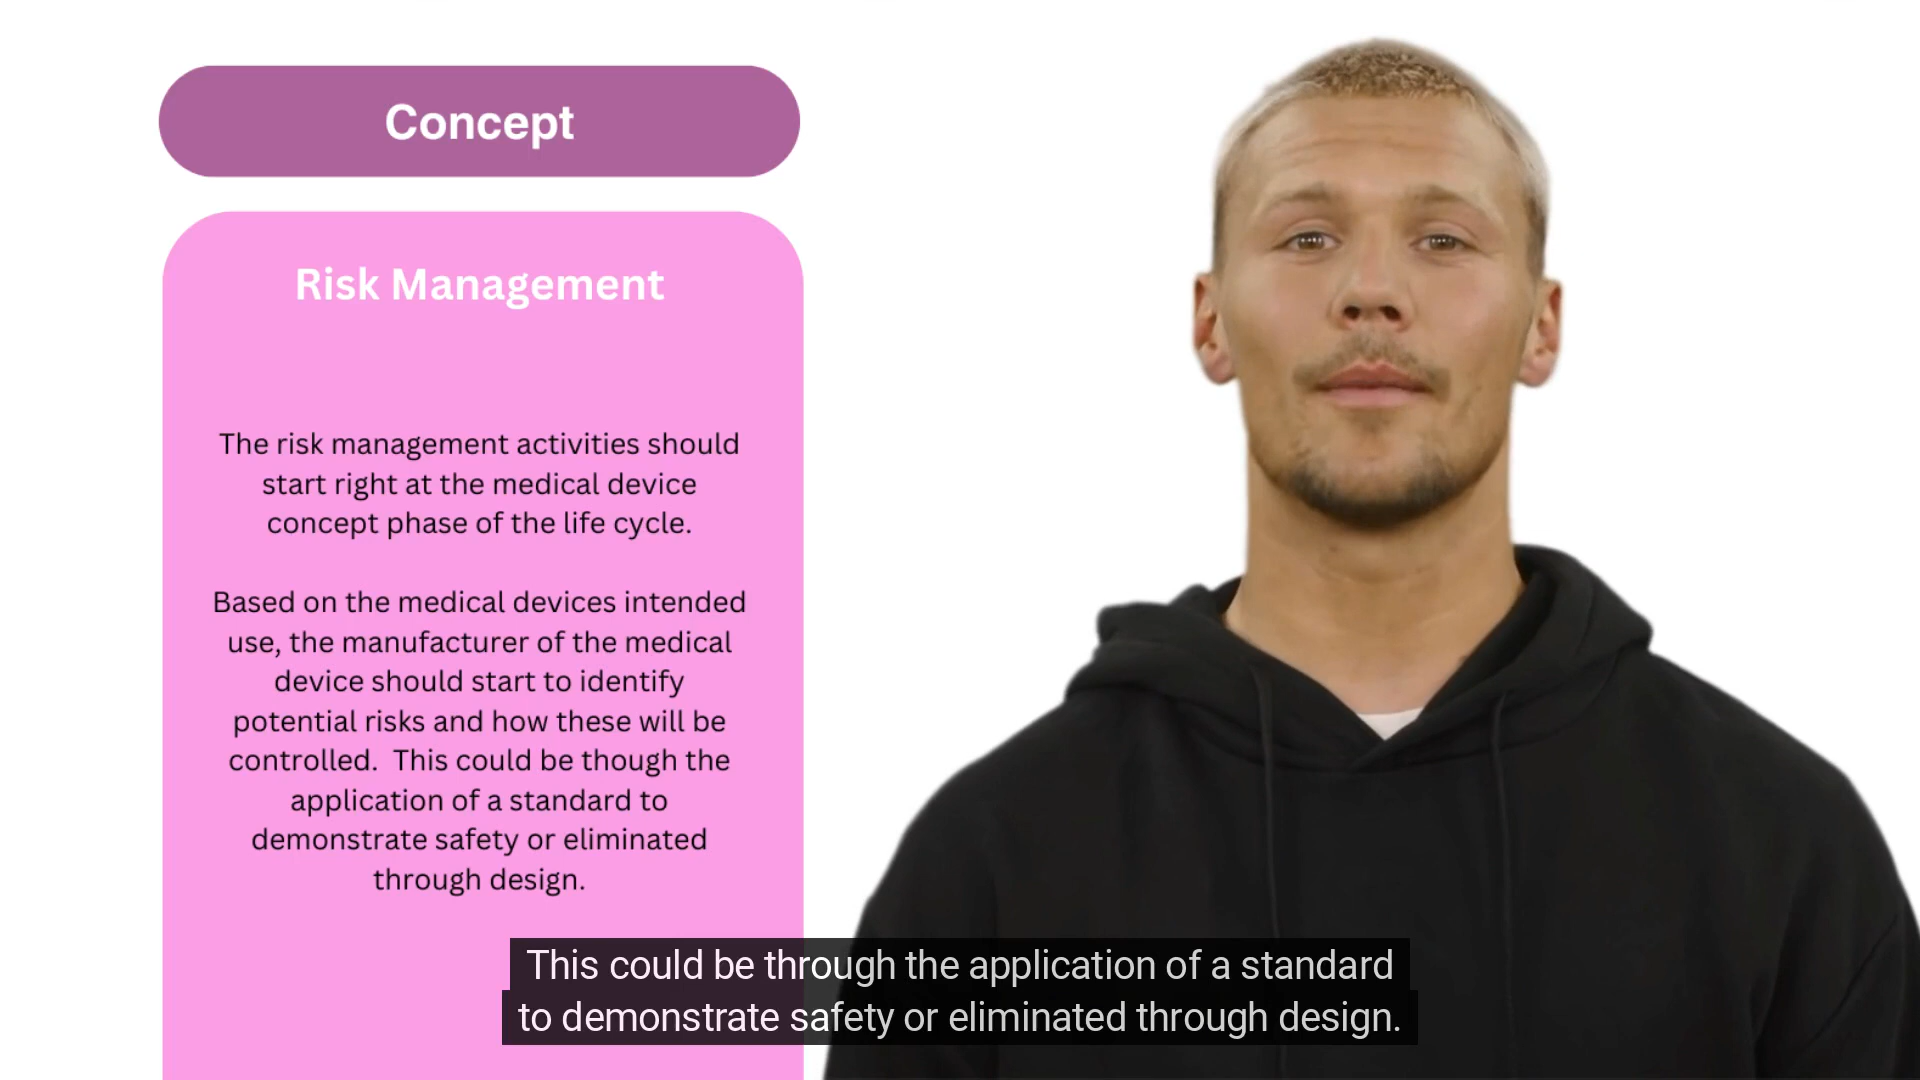 Concept
Risk Management
The risk management activities should
start right at the medical device
concept phase of the life cycle.
Based on the medical devices intended
use, the manufacturer of the medical
device should start to identify
potential risks and how these will be
controlled.  This could be though the
application of a standard to
demonstrate safety or eliminated
through design.
This could be through the application of a standard
to demonstrate safety or eliminated through design.